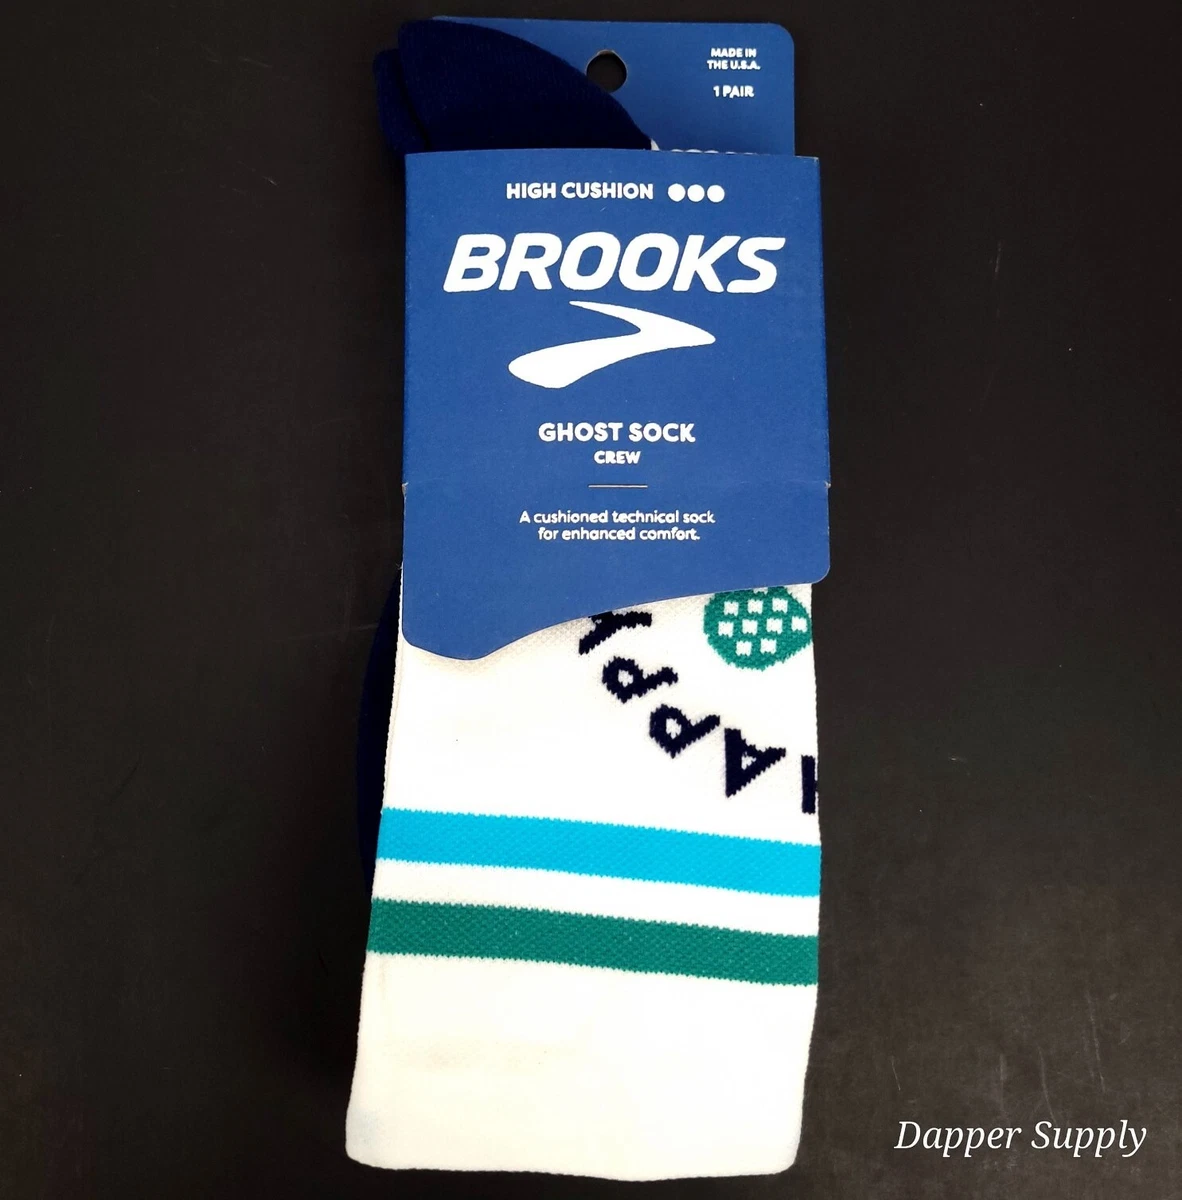 MADE IN
THE U.S.A.
1 PAIR
HIGH CUSHION
BROOKS
GHOST SOCK
CREW
A cushioned technical sock
for enhanced comfort.
HAPPY
Dapper Supply